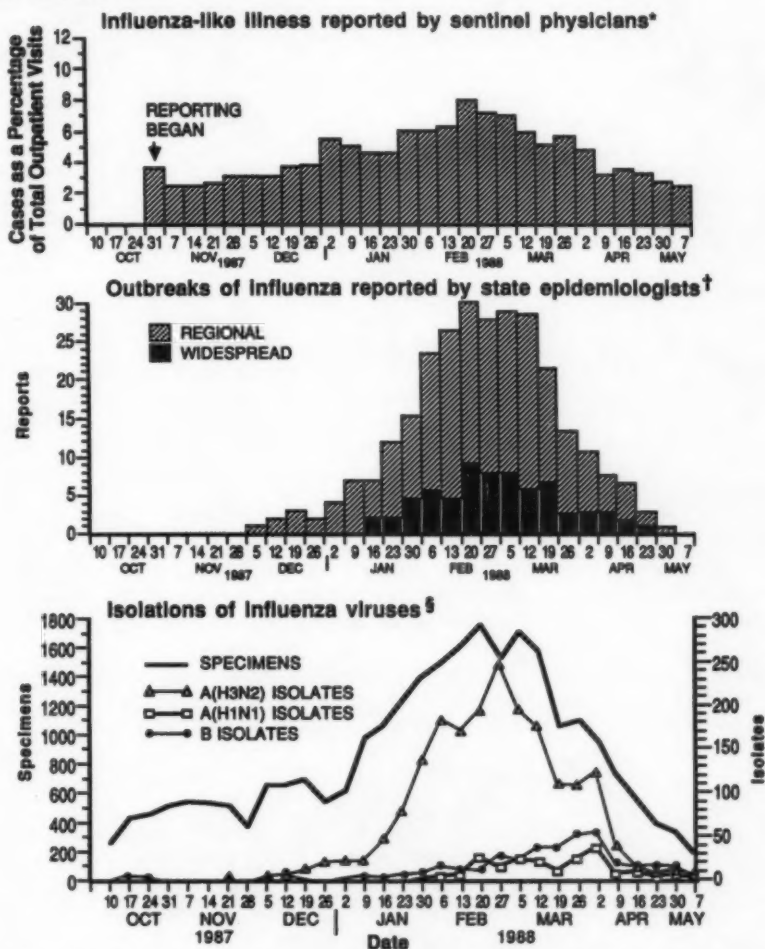 Influenza-like illness reported by sentinel physicians*
Cases as a Percentage
of Total Outpatient Visits
12
10
8
6
4
2
0
REPORTING
BEGAN
10 17 24 31 7 14 21 28 5 12 19 26 2 9 16 23 30 6 13 20 27 5 12 19 26 2 9 16 23 30 7
OCT NOV DEC JAN FEB MAR APR MAY
1987 1988
Outbreaks of influenza reported by state epidemiologists†
Reports
30
25
20
15
10
5
0
REGIONAL
WIDESPREAD
10 17 24 31 7 14 21 28 5 12 19 26 2 9 16 23 30 6 13 20 27 5 12 19 26 2 9 16 23 30 7
OCT NOV DEC JAN FEB MAR APR MAY
1987 1988
Isolations of influenza viruses§
Specimens
1800
1600
1400
1200
1000
800
600
400
200
0
SPECIMENS
A(H3N2) ISOLATES
A(H1N1) ISOLATES
B ISOLATES
300
250
200
150
100
50
0
Isolates
10 17 24 31 7 14 21 28 5 12 19 26 2 9 16 23 30 6 13 20 27 5 12 19 26 2 9 16 23 30 7
OCT NOV DEC JAN FEB MAR APR MAY
1987 Date 1988